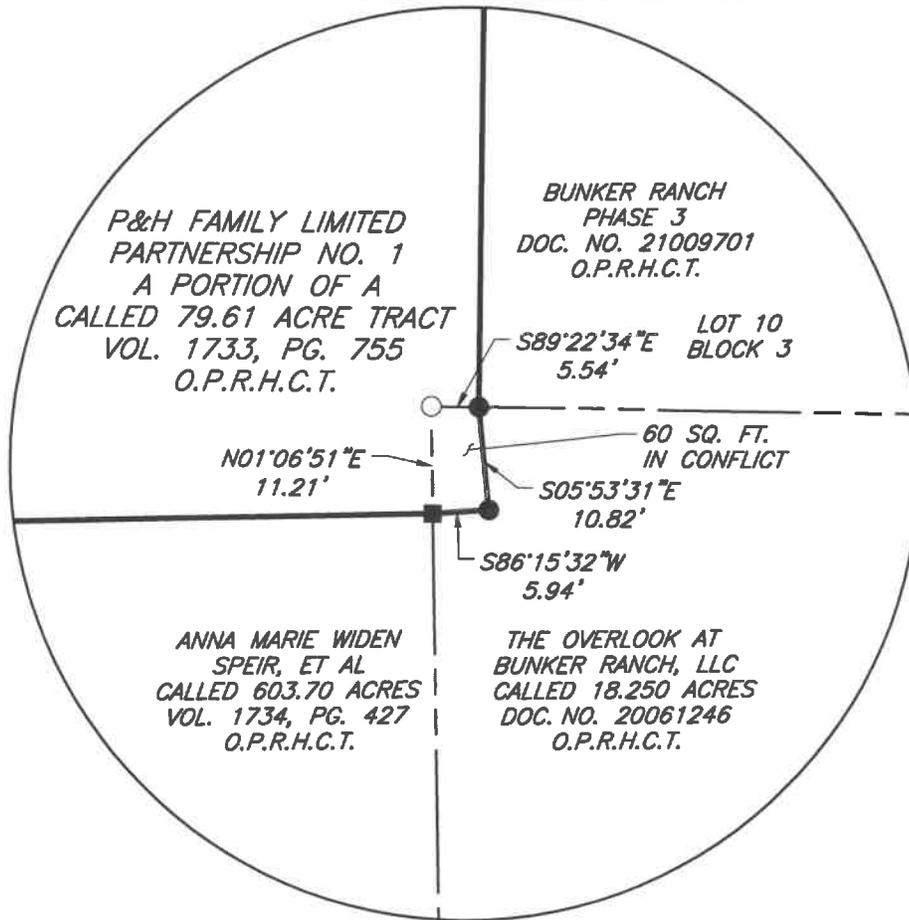 P&H FAMILY LIMITED
PARTNERSHIP NO. 1
A PORTION OF A
CALLED 79.61 ACRE TRACT
VOL. 1733, PG. 755
O.P.R.H.C.T.
BUNKER RANCH
PHASE 3
DOC. NO. 21009701
O.P.R.H.C.T.
LOT 10
BLOCK 3
S89°22'34"E
5.54'
60 SQ. FT.
IN CONFLICT
N01°06'51"E
11.21'
S05°53'31"E
10.82'
S86°15'32"W
5.94'
ANNA MARIE WIDEN
SPEIR, ET AL
CALLED 603.70 ACRES
VOL. 1734, PG. 427
O.P.R.H.C.T.
THE OVERLOOK AT
BUNKER RANCH, LLC
CALLED 18.250 ACRES
DOC. NO. 20061246
O.P.R.H.C.T.